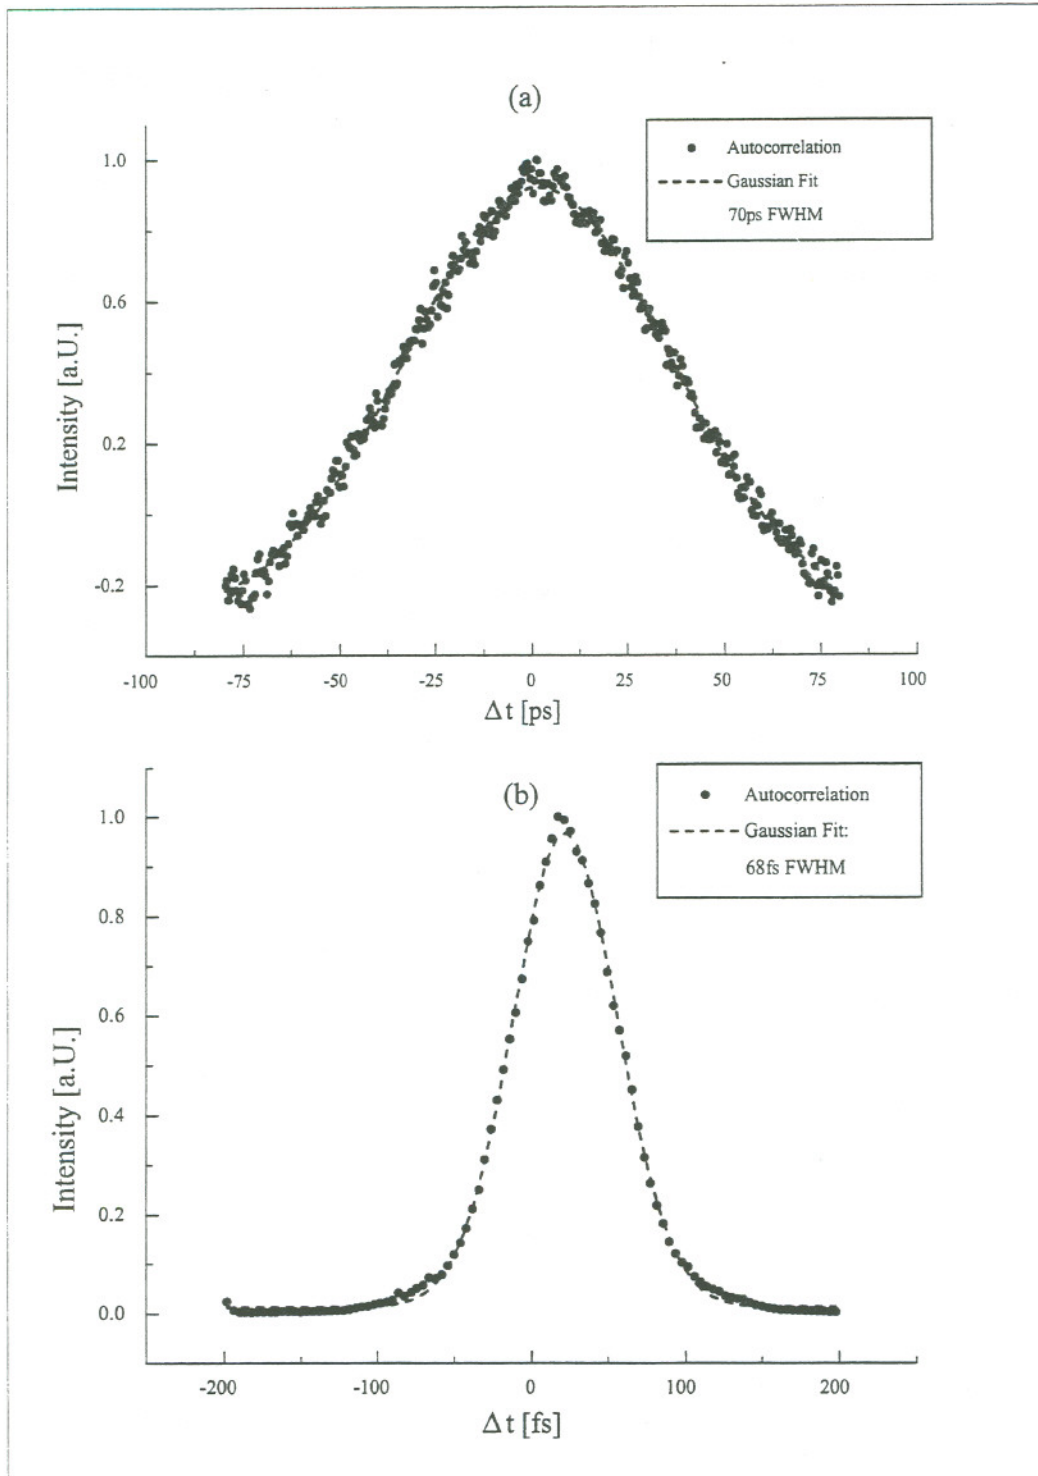 (a)
Autocorrelation
Gaussian Fit
70ps FWHM
1.0
0.6
0.2
-0.2
Intensity [a.U.]
-100 -75 -50 -25 0 25 50 75 100
Δt [ps]
(b)
Autocorrelation
Gaussian Fit:
68fs FWHM
1.0
0.8
0.6
0.4
0.2
0.0
Intensity [a.U.]
-200 -100 0 100 200
Δt [fs]